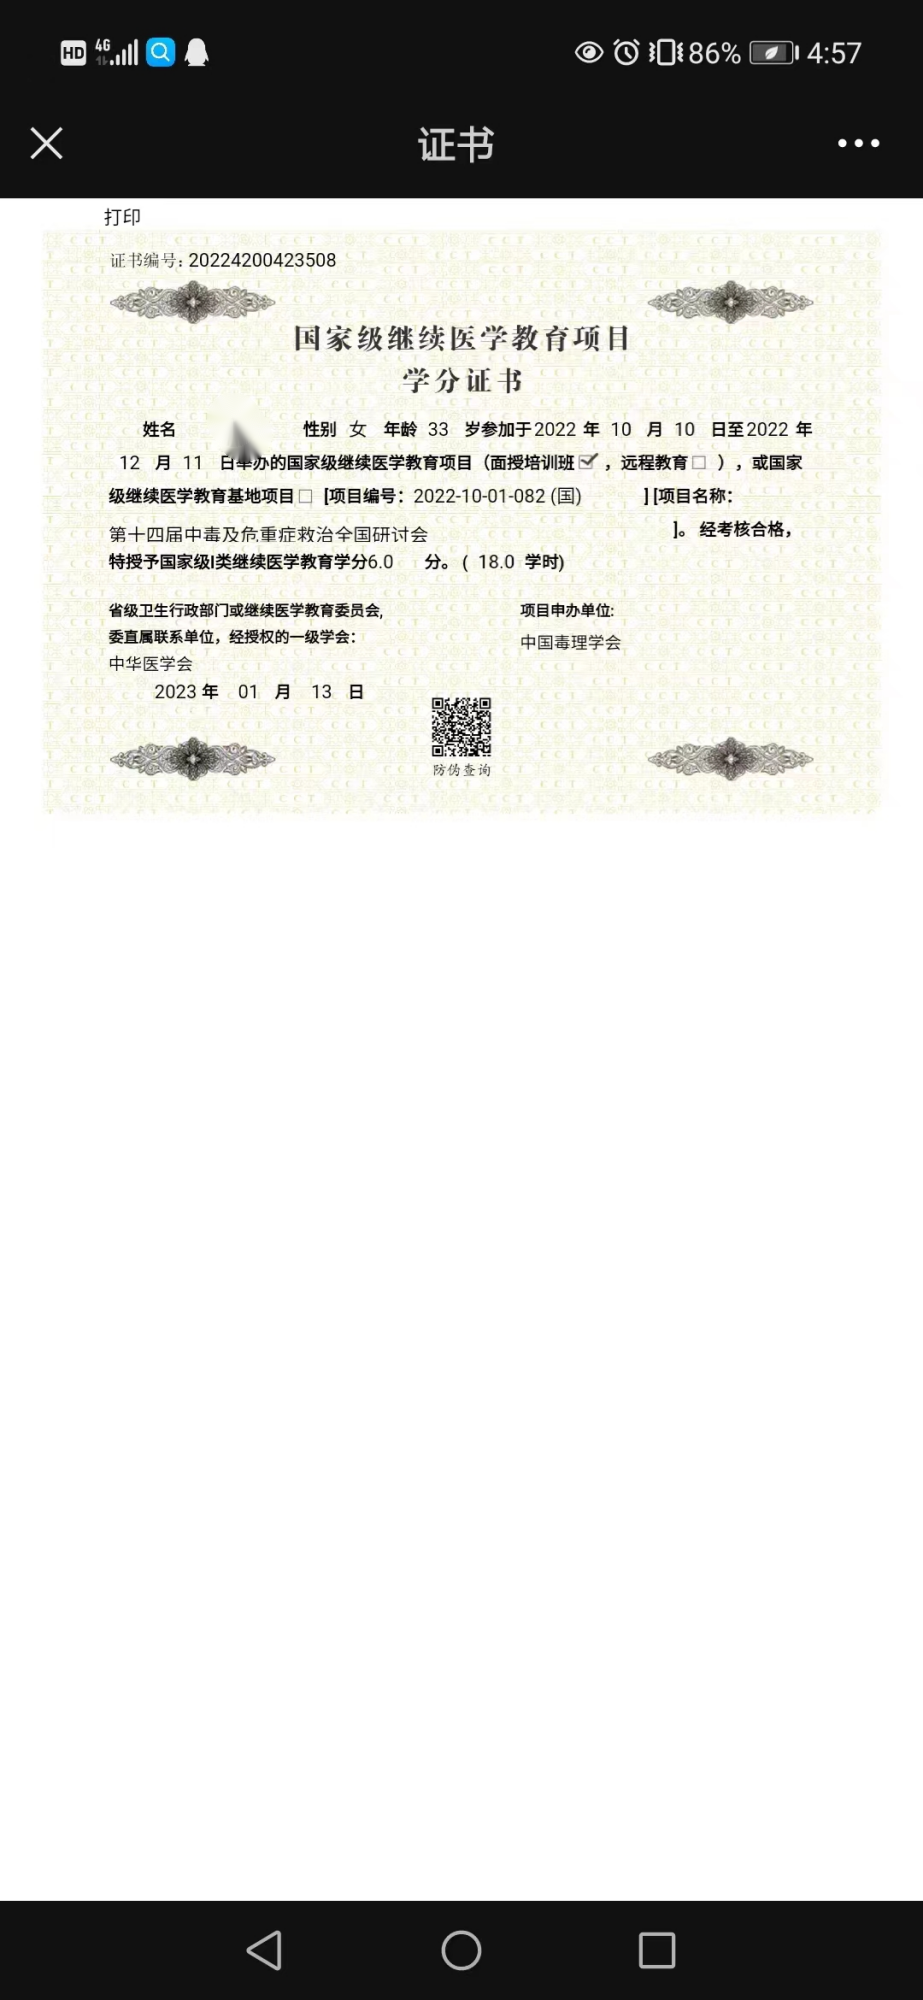 HD 4G 86% 4:57
证书
打印
证书编号: 20224200423508
国家级继续医学教育项目
学分证书
姓名 性别 女 年龄 33 岁参加于2022 年 10 月 10 日至2022 年
12 月 11 日举办的国家级继续医学教育项目（面授培训班 ，远程教育□ ），或国家
级继续医学教育基地项目□ [项目编号：2022-10-01-082 (国) ] [项目名称：
第十四届中毒及危重症救治全国研讨会 ]。经考核合格，
特授予国家级I类继续医学教育学分6.0 分。( 18.0 学时)
省级卫生行政部门或继续医学教育委员会,
委直属联系单位，经授权的一级学会：
中华医学会
2023 年 01 月 13 日
项目申办单位:
中国毒理学会
防伪查询